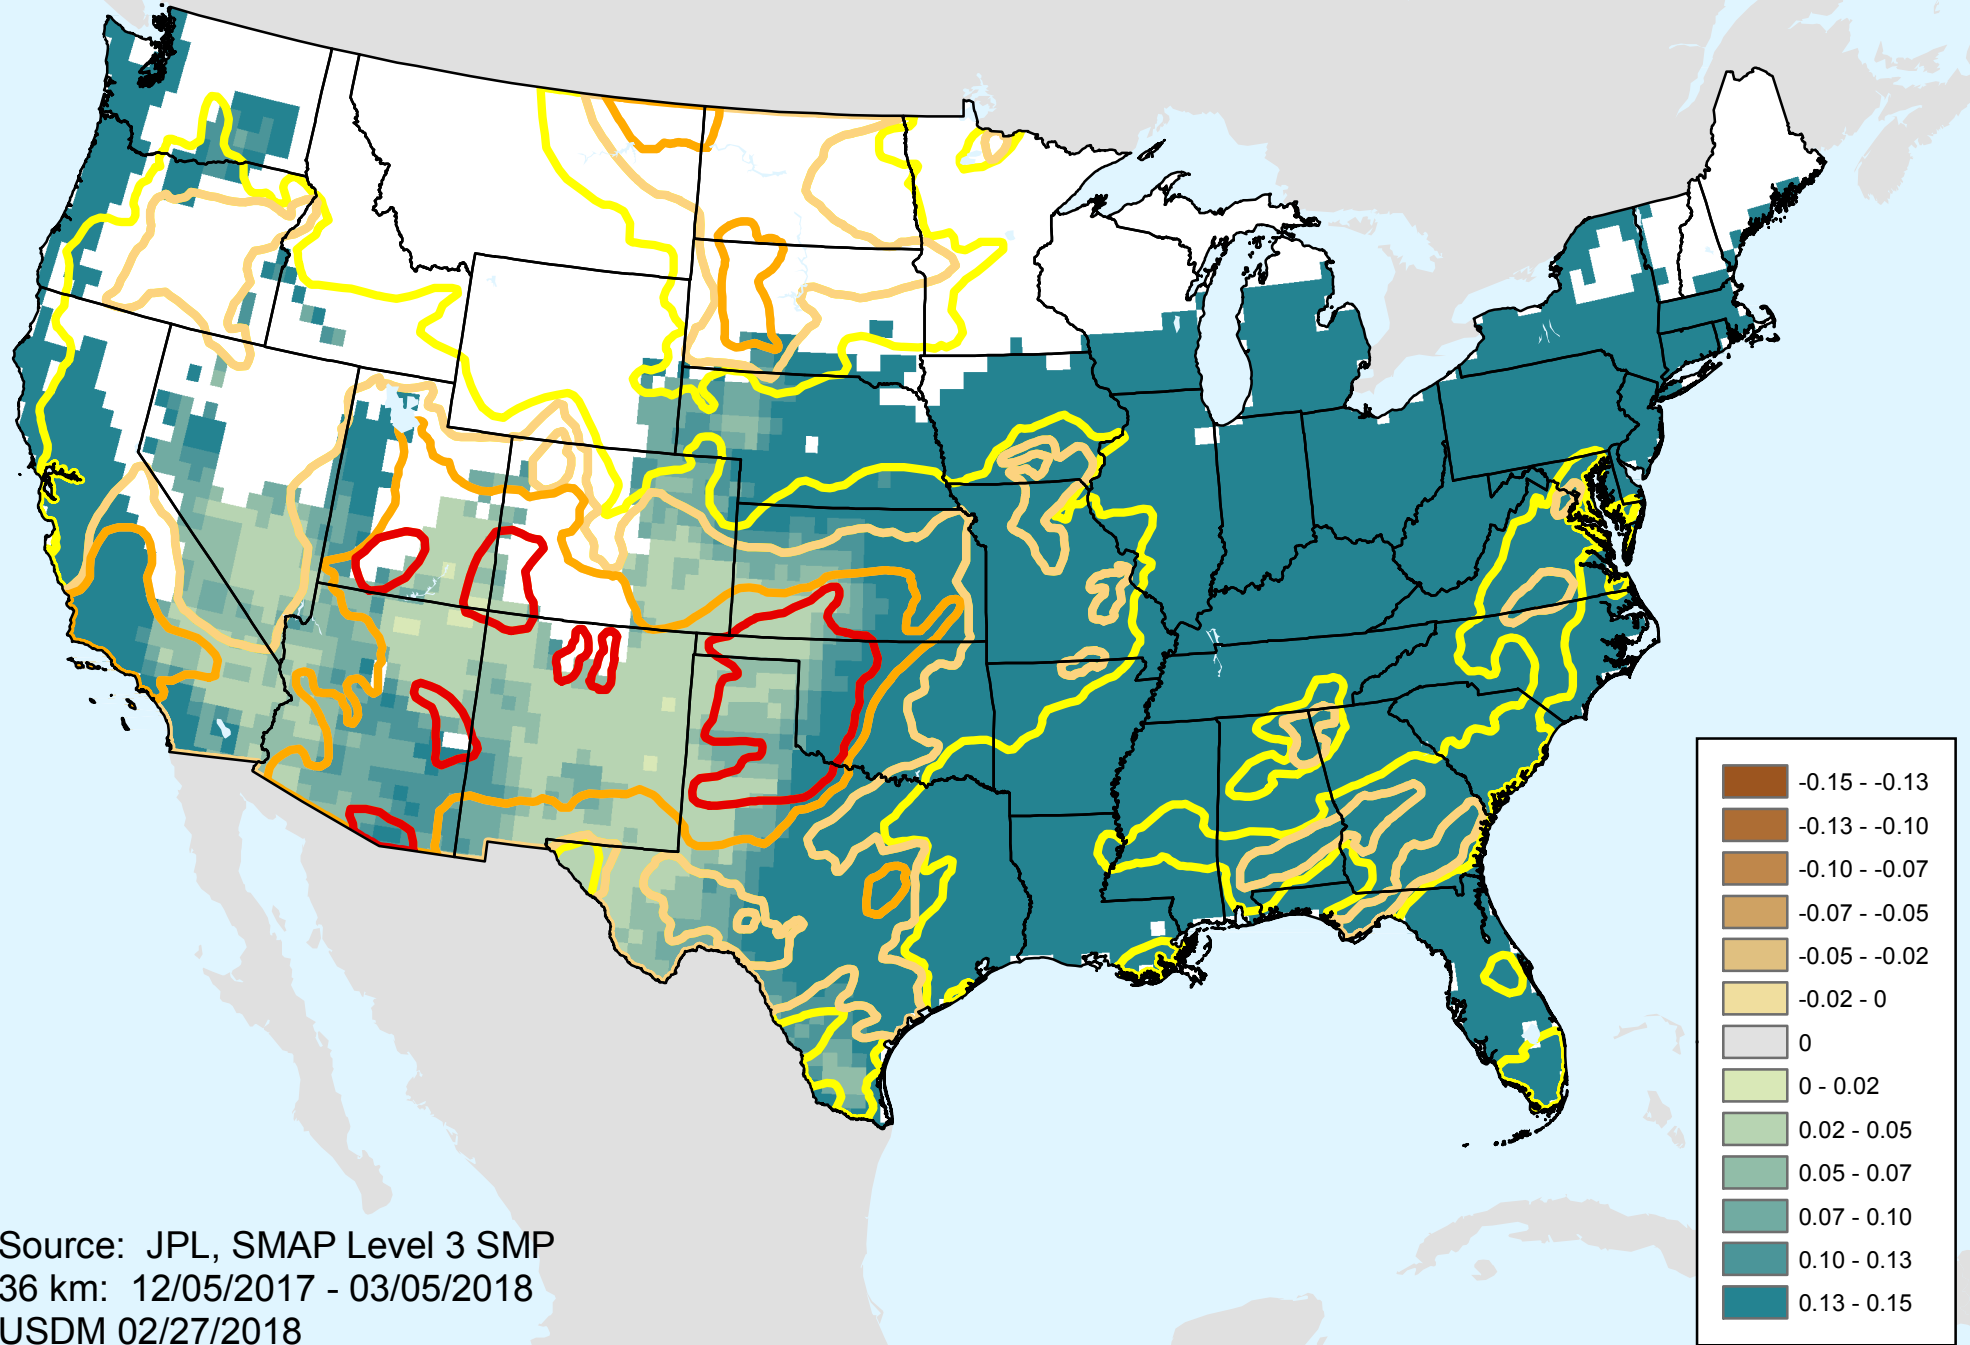 -0.15 - -0.13
-0.13 - -0.10
-0.10 - -0.07
-0.07 - -0.05
-0.05 - -0.02
-0.02 - 0
0
0 - 0.02
0.02 - 0.05
0.05 - 0.07
0.07 - 0.10
0.10 - 0.13
0.13 - 0.15
Source: JPL, SMAP Level 3 SMP
36 km: 12/05/2017 - 03/05/2018
USDM 02/27/2018